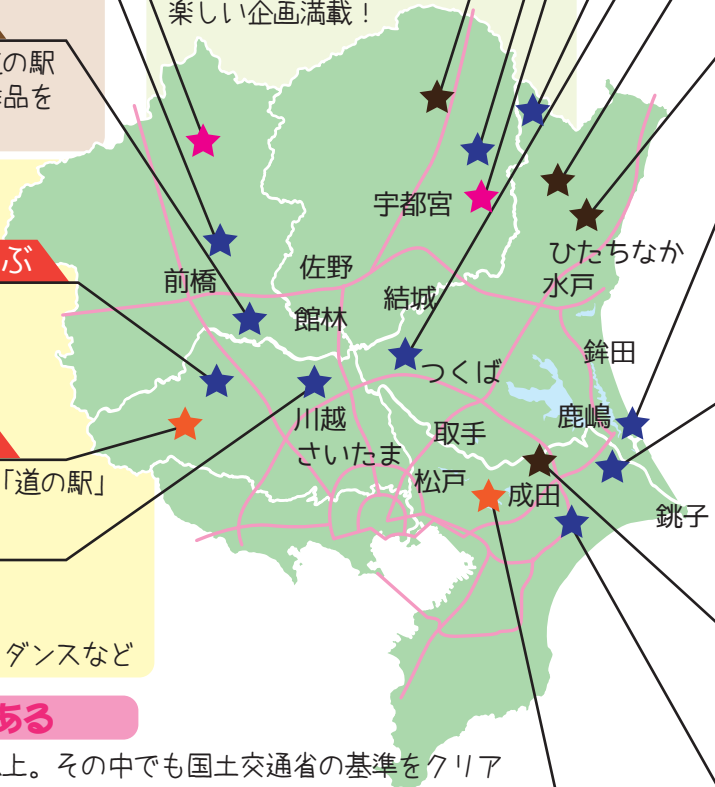 楽しい企画満載！
の駅
品を
ぶ
宇都宮
ひたちなか
水戸
前橋
佐野
結城
館林
鉾田
つくば
鹿嶋
川越
取手
さいたま
松戸
成田
銚子
「道の駅」
ダンスなど
ある
上。その中でも国土交通省の基準をクリア